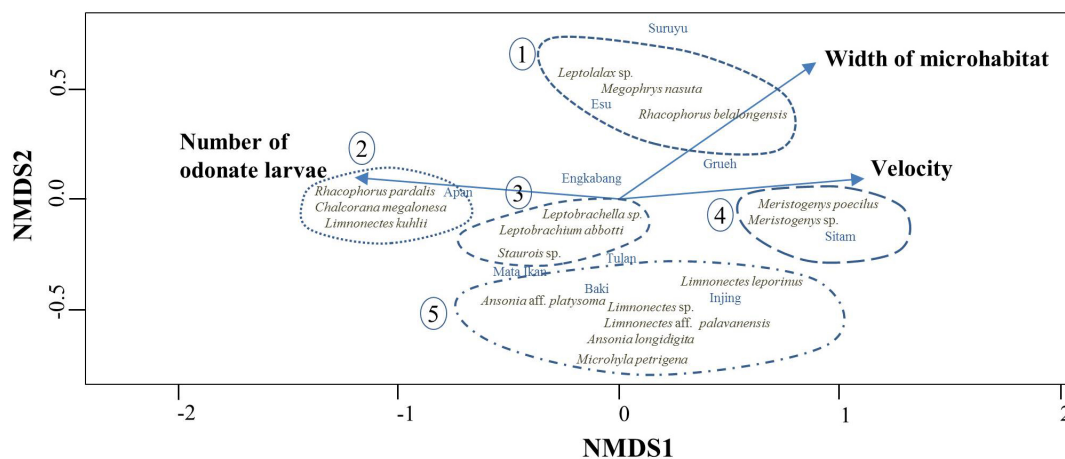 Suruyu
1
Width of microhabitat
Leptolalax sp.
Megophrys nasuta
Esu
Rhacophorus belalongensis
0.5
Number of
odonate larvae
2
Grueh
Velocity
Engkabang
3
Rhacophorus pardalis
Apan
Chalcorana megalonesa
Limnonectes kuhlii
Leptobrachella sp.
Leptobrachium abbotti
Staurois sp.
4
Meristogenys poecilus
Meristogenys sp.
Sitam
0.0
NMDS2
Tulan
Mata Ikan
Baki
Limnonectes leporinus
Injing
Ansonia aff. platysoma
Limnonectes sp.
5
Limnonectes aff. palavanensis
Ansonia longidigita
Microhyla petrigena
-0.5
-2
-1
0
1
2
NMDS1